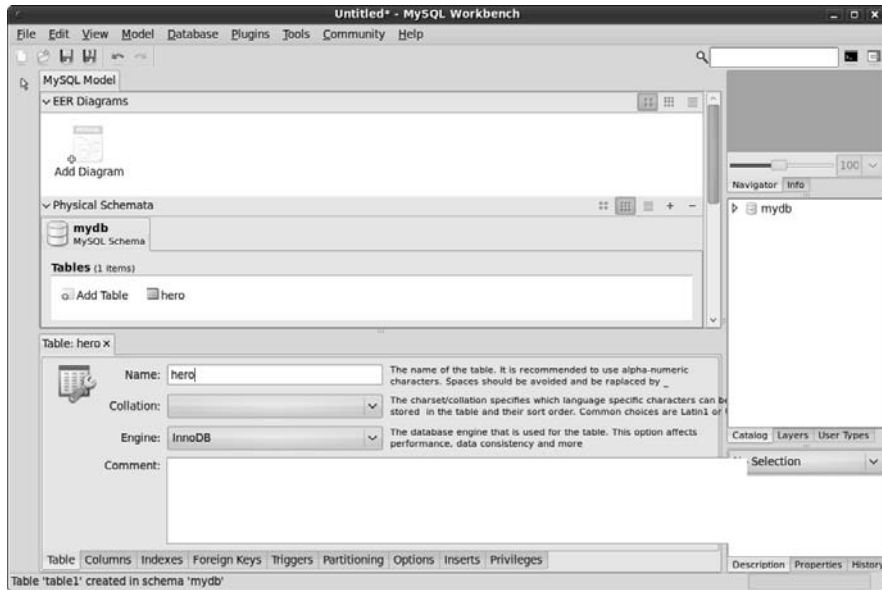 Untitled* - MySQL Workbench
File Edit View Model Database Plugins Tools Community Help
MySQL Model
EER Diagrams
Add Diagram
100
Navigator Info
Physical Schemata
mydb
MySQL Schema
mydb
Tables (1 items)
Add Table hero
Table: hero x
Name: hero
The name of the table. It is recommended to use alpha-numeric
characters. Spaces should be avoided and be raplaced by _
Collation:
The charset/collation specifies which language specific characters can be
stored in the table and their sort order. Common choices are Latin1 or
Engine: InnoDB
The database engine that is used for the table. This option affects
performance, data consistency and more
Catalog Layers User Types
Comment:
Selection
Table Columns Indexes Foreign Keys Triggers Partitioning Options Inserts Privileges
Description Properties History
Table 'table1' created in schema 'mydb'